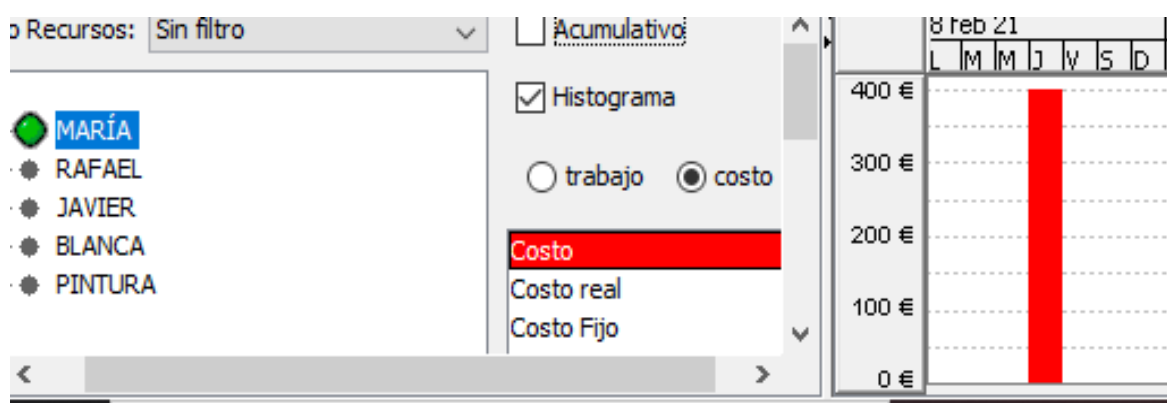 o Recursos: Sin filtro
Acumulativo
Histograma
trabajo costo
MARÍA
RAFAEL
JAVIER
BLANCA
PINTURA
Costo
Costo real
Costo Fijo
8 feb 21
L M M J V S D
400 €
300 €
200 €
100 €
0 €